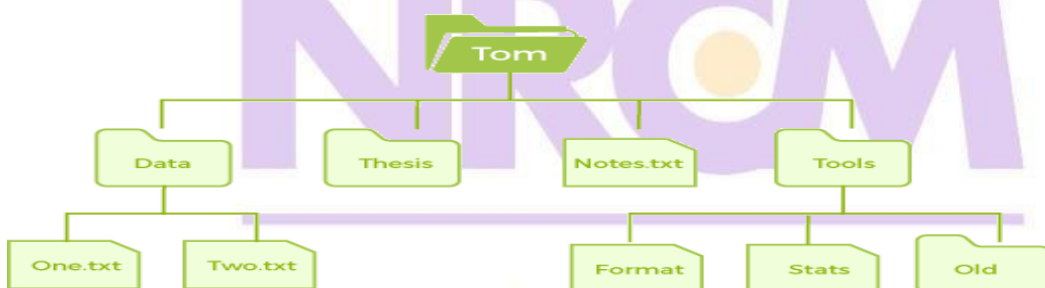 NRCM
Tom
Data
Thesis
Notes.txt
Tools
One.txt
Two.txt
Format
Stats
Old